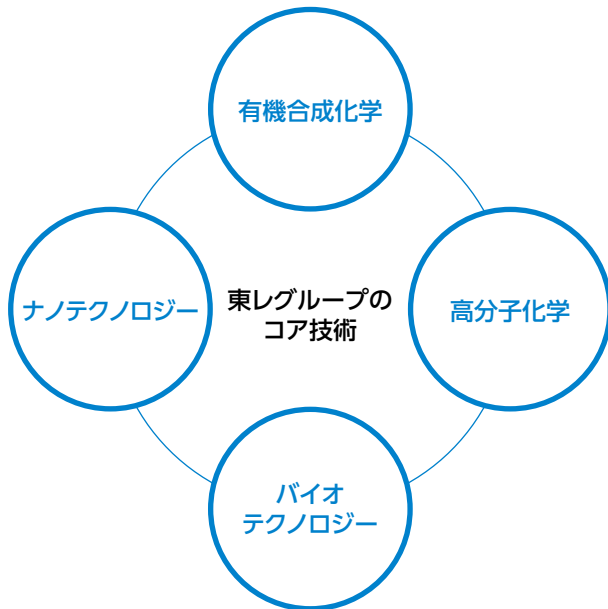 有機合成化学
ナノテクノロジー
東レグループの
コア技術
高分子化学
バイオ
テクノロジー